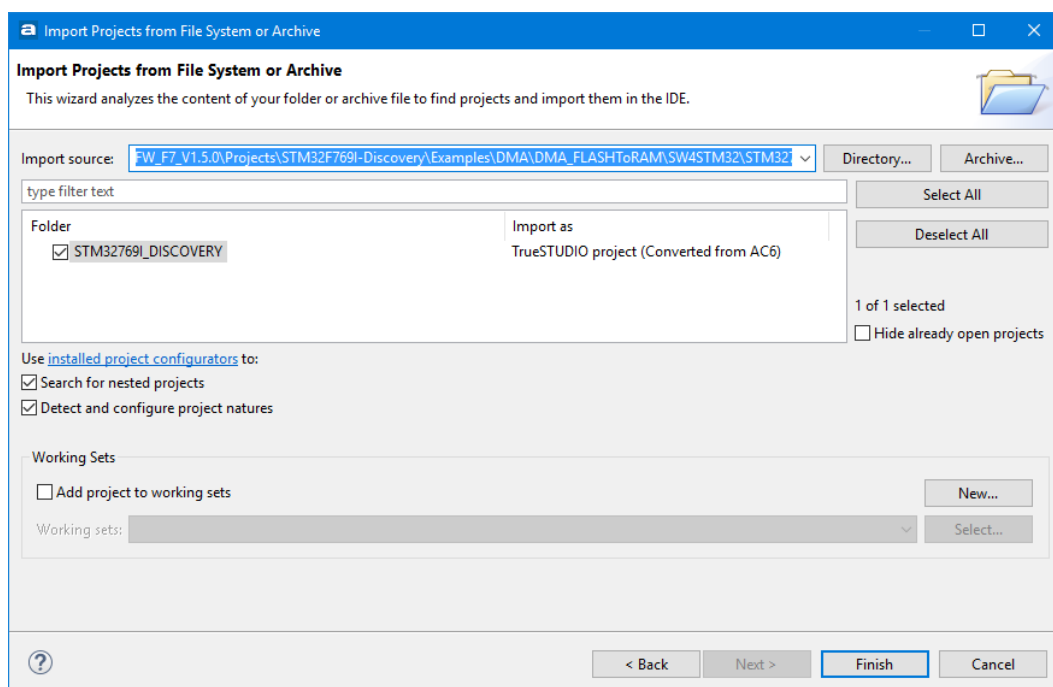 Import Projects from File System or Archive
Import Projects from File System or Archive
This wizard analyzes the content of your folder or archive file to find projects and import them in the IDE.
Import source: FW_F7_V1.5.0\Projects\STM32F769I-Discovery\Examples\DMA\DMA_FLASHToRAM\SW4STM32\STM327 Directory... Archive...
type filter text Select All
Folder Import as Deselect All
STM32769I_DISCOVERY TrueSTUDIO project (Converted from AC6)
1 of 1 selected
Hide already open projects
Use installed project configurators to:
Search for nested projects
Detect and configure project natures
Working Sets
Add project to working sets New...
Working sets: Select...
? < Back Next > Finish Cancel